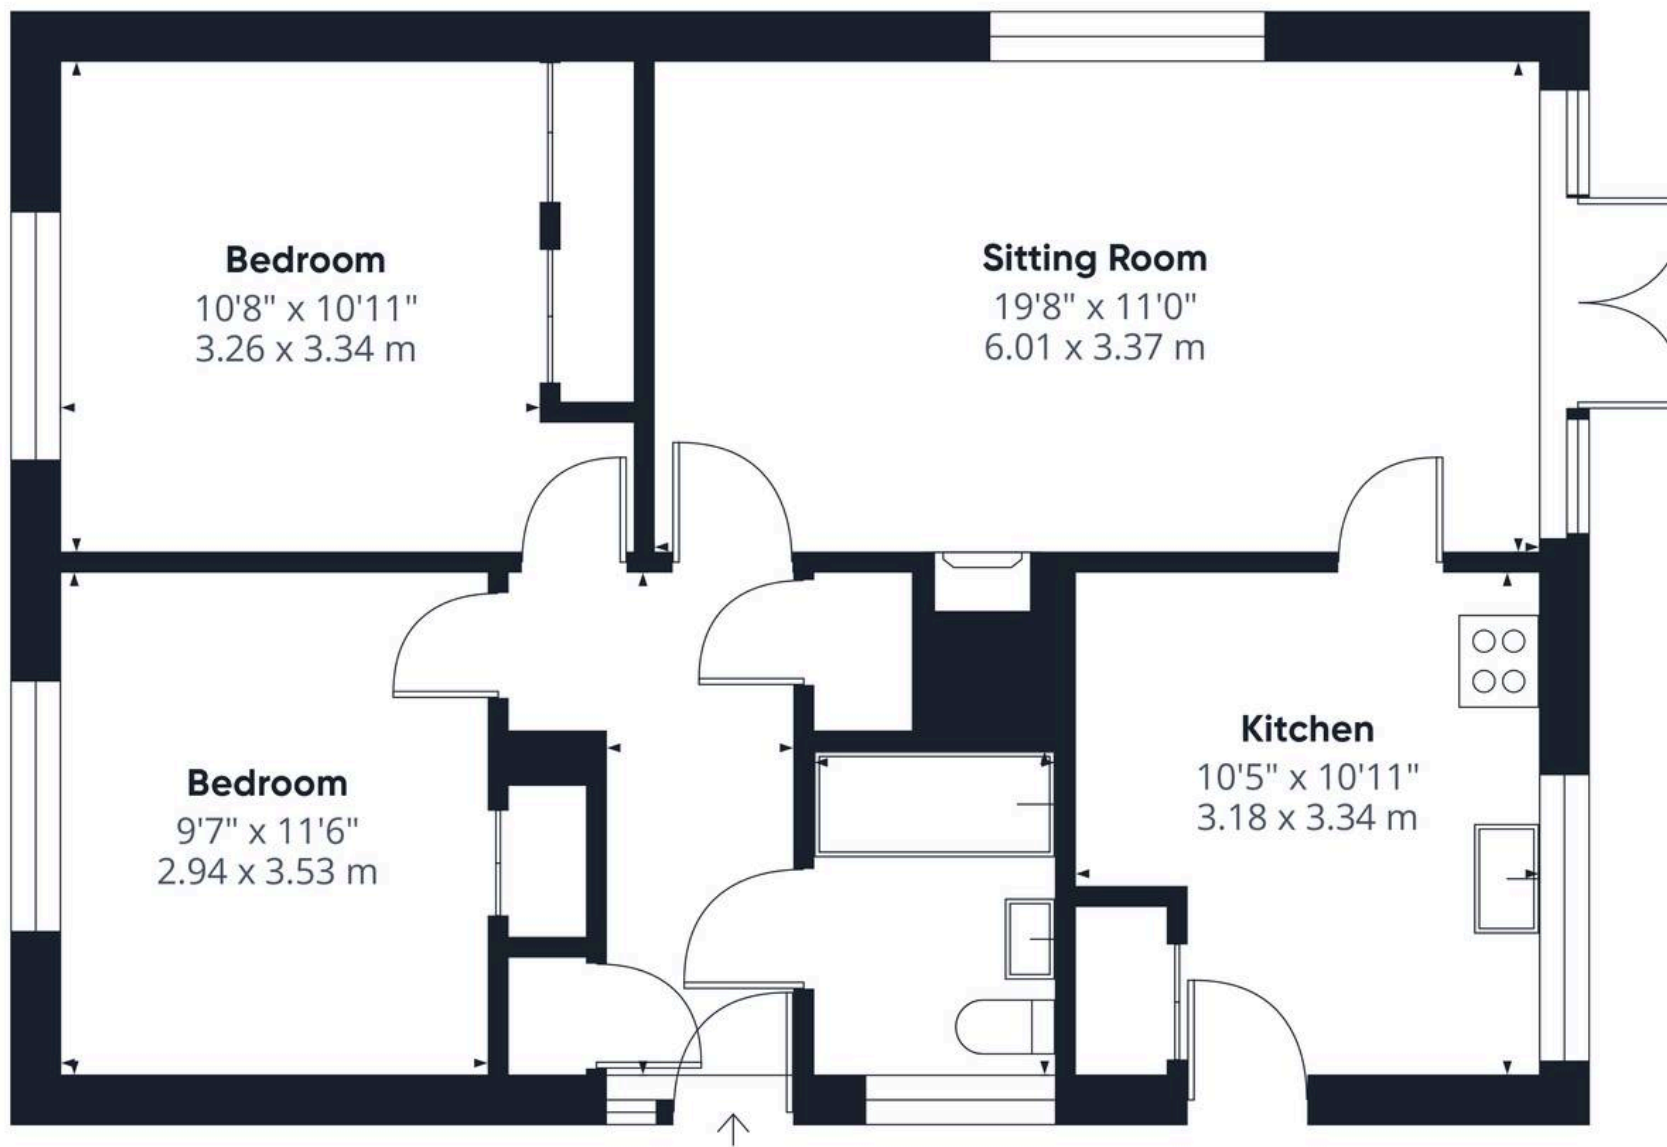 Bedroom
10'8" x 10'11"
3.26 x 3.34 m
Sitting Room
19'8" x 11'0"
6.01 x 3.37 m
Bedroom
9'7" x 11'6"
2.94 x 3.53 m
Kitchen
10'5" x 10'11"
3.18 x 3.34 m